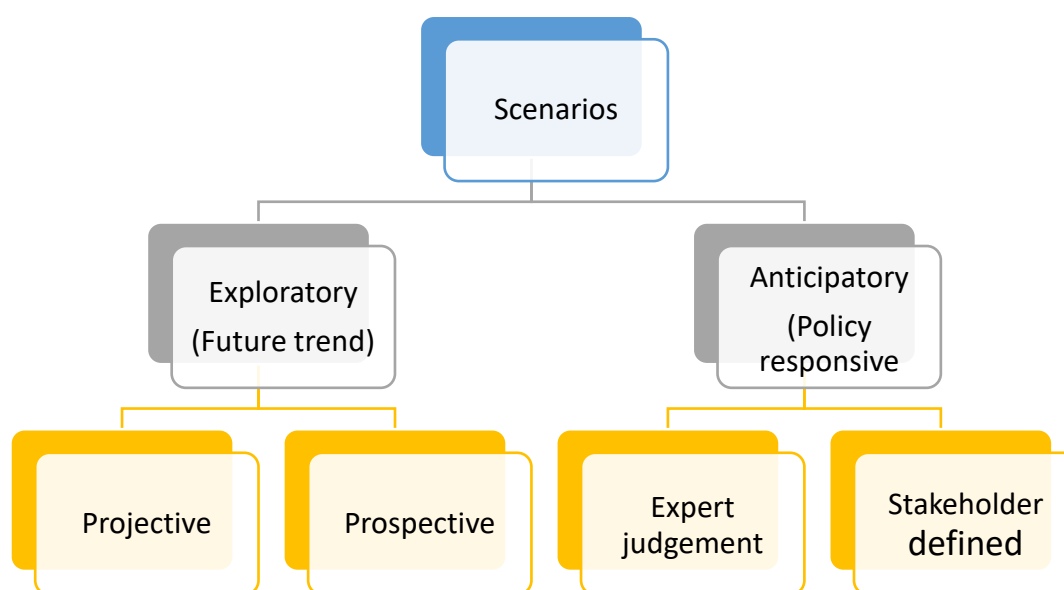 Scenarios
Exploratory
(Future trend)
Anticipatory
(Policy
responsive
Projective
Prospective
Expert
judgement
Stakeholder
defined